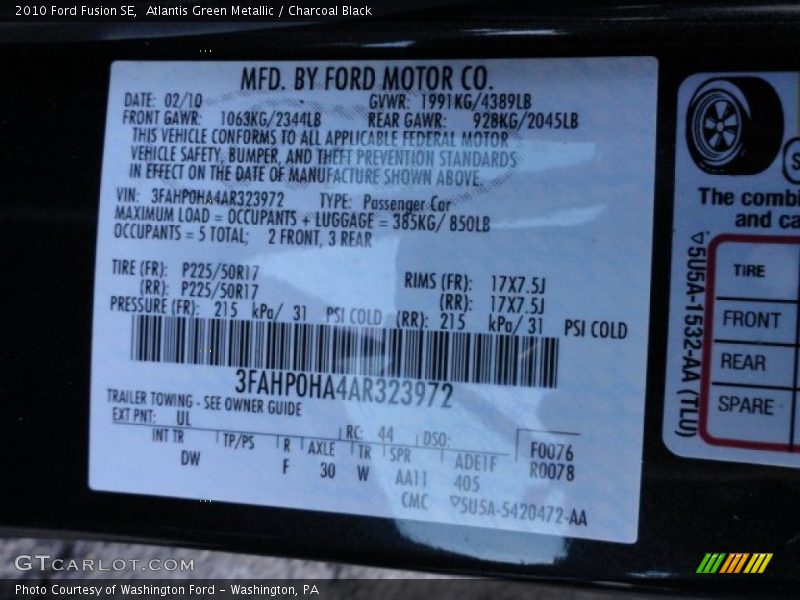 2010 Ford Fusion SE, Atlantis Green Metallic / Charcoal Black
MFD. BY FORD MOTOR CO.
DATE: 02/10 GVWR: 1991KG/4389LB
FRONT GAWR: 1063KG/2344LB REAR GAWR: 928KG/2045LB
THIS VEHICLE CONFORMS TO ALL APPLICABLE FEDERAL MOTOR
VEHICLE SAFETY, BUMPER, AND THEFT PREVENTION STANDARDS
IN EFFECT ON THE DATE OF MANUFACTURE SHOWN ABOVE.
VIN: 3FAHP0HA4AR323972 TYPE: Passenger Car
MAXIMUM LOAD = OCCUPANTS + LUGGAGE = 385KG/ 850LB
OCCUPANTS = 5 TOTAL; 2 FRONT, 3 REAR
TIRE (FR): P225/50R17 RIMS (FR): 17X7.5J
(RR): P225/50R17 (RR): 17X7.5J
PRESSURE (FR): 215 kPa/ 31 PSI COLD (RR): 215 kPa/ 31 PSI COLD
3FAHP0HA4AR323972
TRAILER TOWING - SEE OWNER GUIDE
EXT PNT: UL RC: 44 DSO:
INT TR TP/PS R AXLE TR SPR ADE1F F0076
DW F 30 W AA11 405 R0078
CMC ▽5U5A-5420472-AA
The combi
and ca
▽5U5A-1532-AA (TLU)
TIRE
FRONT
REAR
SPARE
GTCARLOT.COM
Photo Courtesy of Washington Ford - Washington, PA